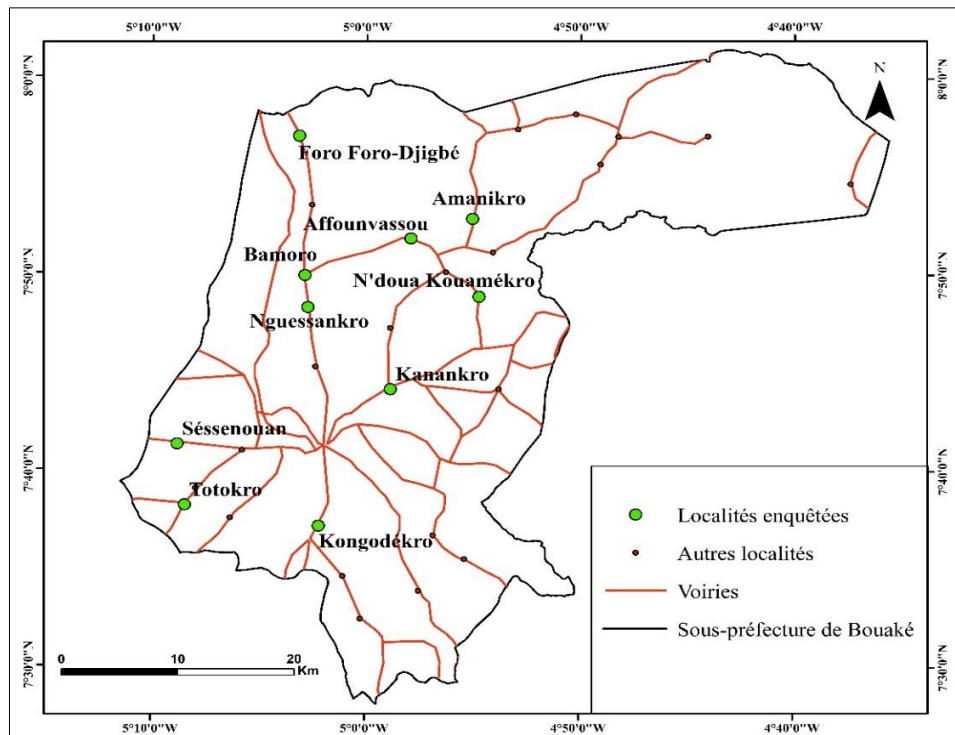 5°10'0"W 5°0'0"W 4°50'0"W 4°40'0"W
8°0'0"N 8°0'0"N
N
Foro Foro-Djigbé
Amanikro
Affounvassou
Bamoro
7°50'0"N 7°50'0"N
N'doua Kouamékro
Nguessankro
Kanankro
Séssenouan
7°40'0"N 7°40'0"N
Totokro
Kongodékro
Localités enquêtées
Autres localités
Voiries
Sous-préfecture de Bouaké
0 10 20
Km
7°30'0"N 7°30'0"N
5°10'0"W 5°0'0"W 4°50'0"W 4°40'0"W